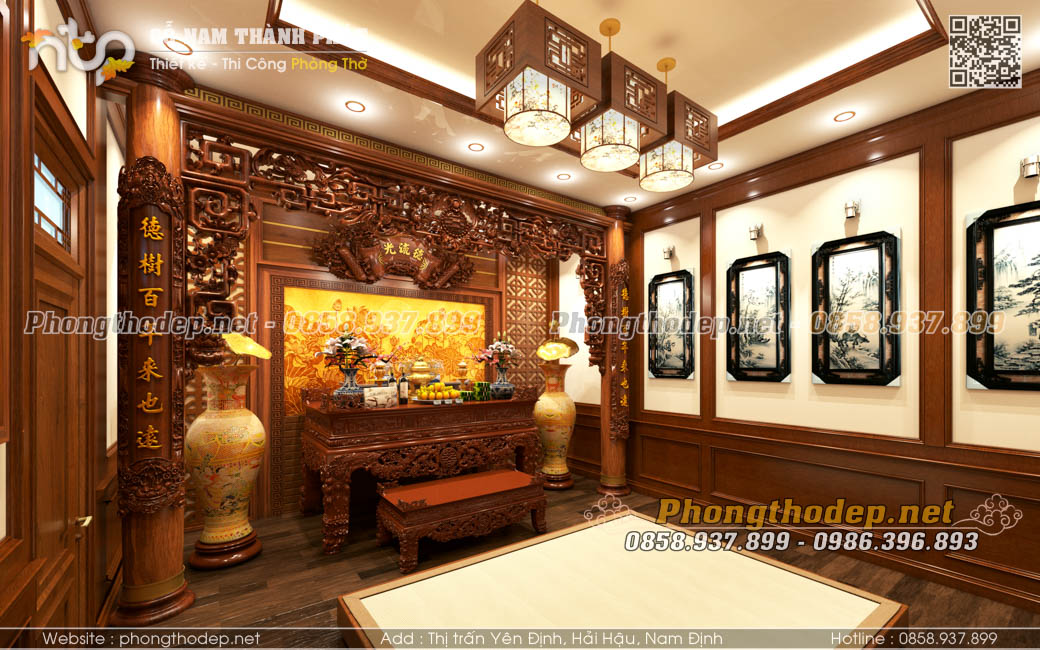 GỖ NAM THÀNH PHÁT
Thiết kế - Thi Công Phòng Thờ
德樹百年來也遠
德流光
Phongthodep.net - 0858.937.899
Phongthodep.net - 0858.937.899
Phongthodep.net
0858.937.899 - 0986.396.893
Website : phongthodep.net
Add : Thị trấn Yên Định, Hải Hậu, Nam Định
Hotline : 0858.937.899